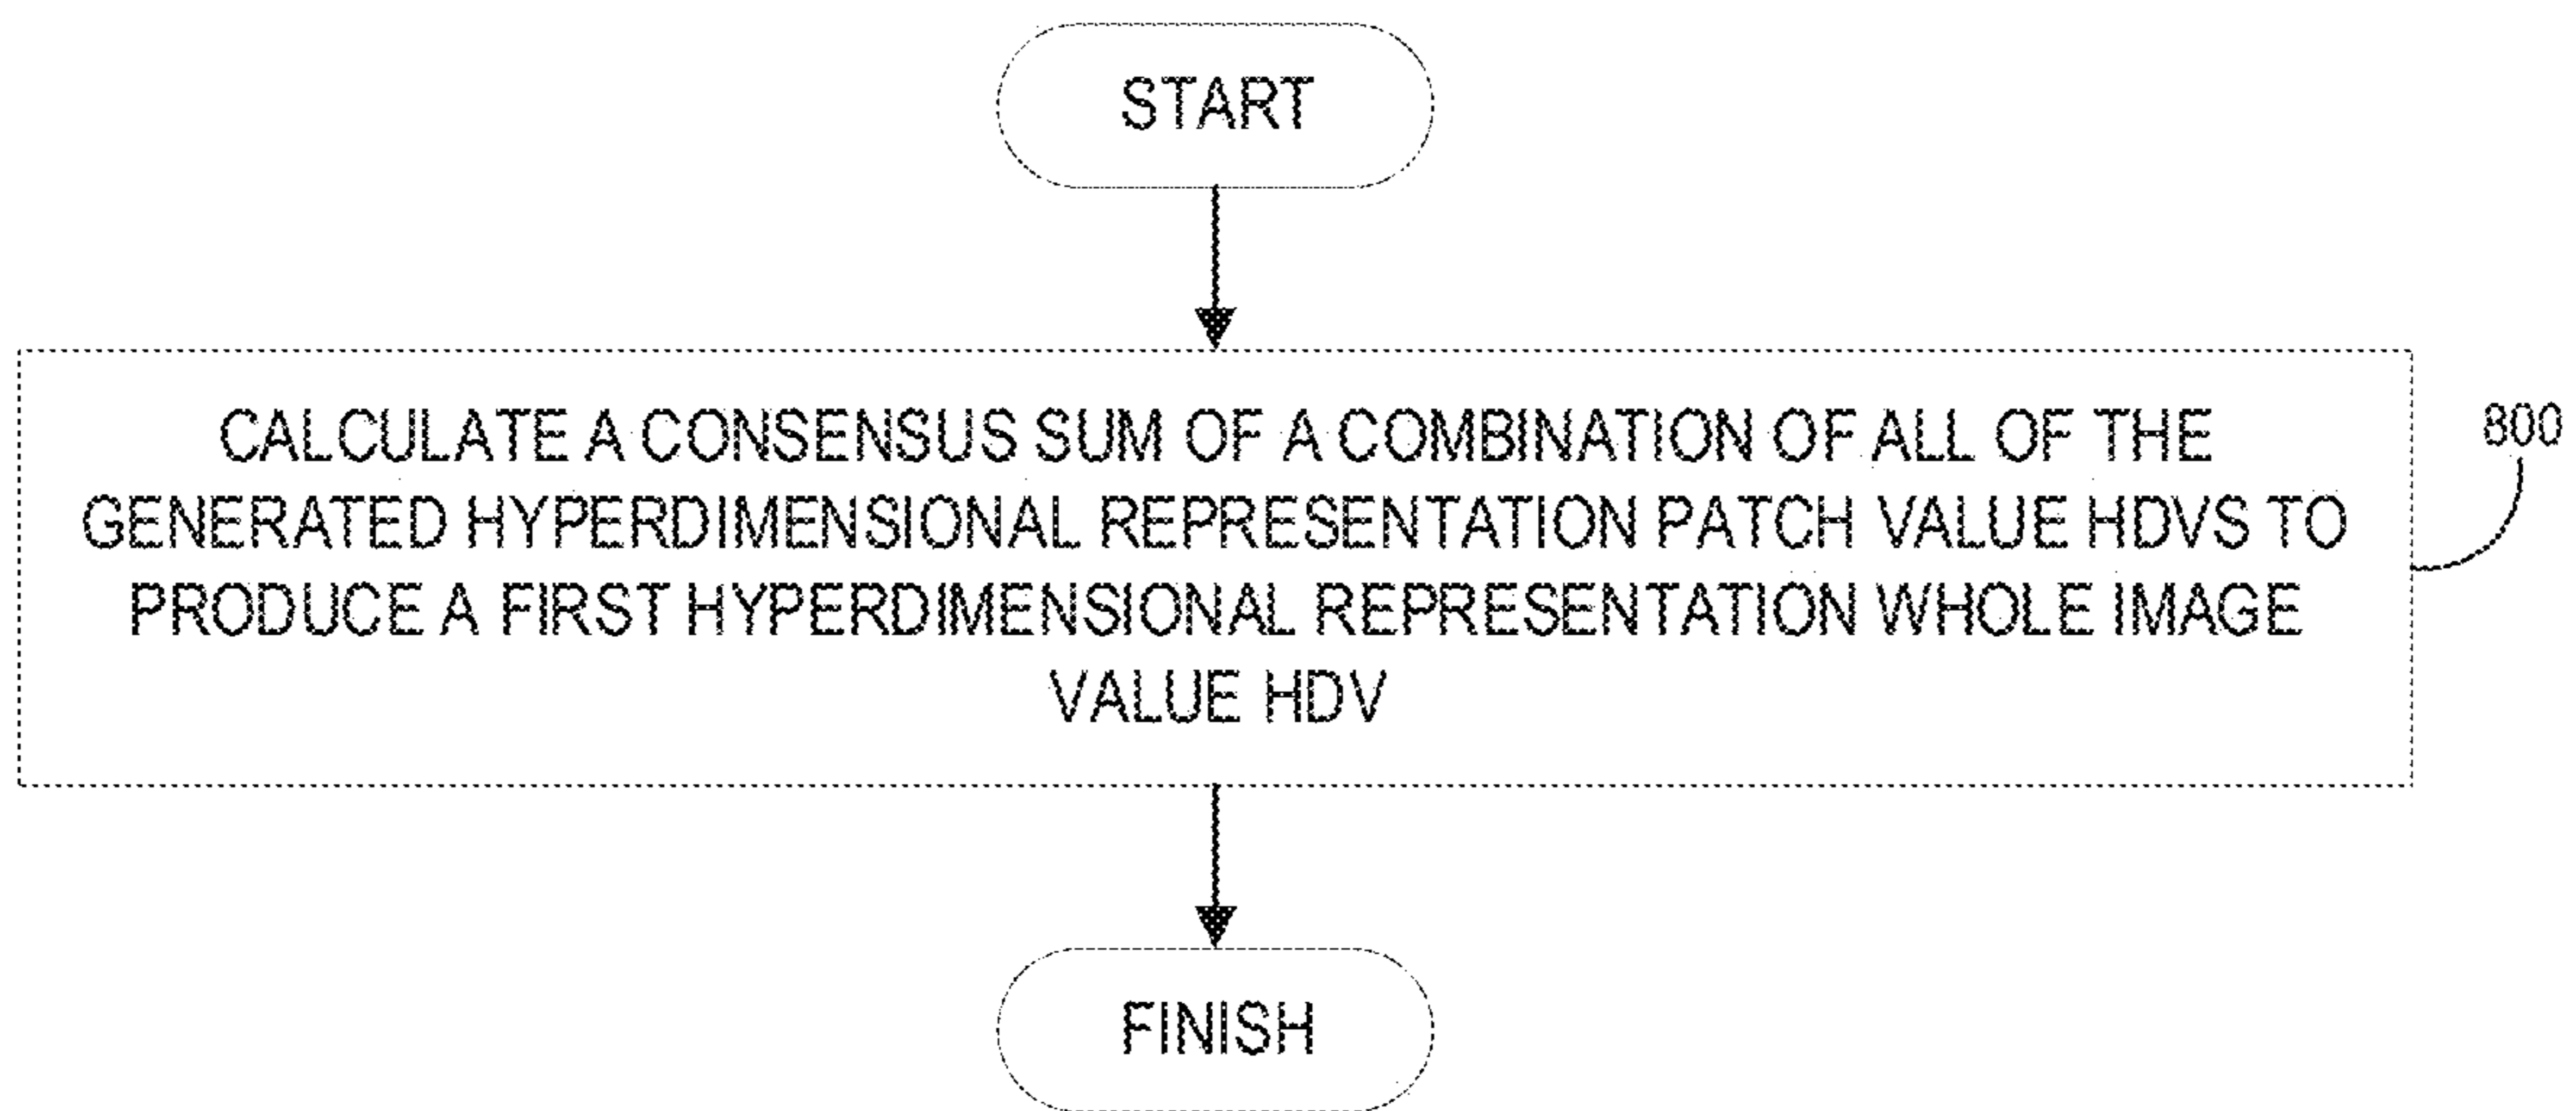 START
CALCULATE A CONSENSUS SUM OF A COMBINATION OF ALL OF THE
GENERATED HYPERDIMENSIONAL REPRESENTATION PATCH VALUE HDVS TO
PRODUCE A FIRST HYPERDIMENSIONAL REPRESENTATION WHOLE IMAGE
VALUE HDV
800
FINISH